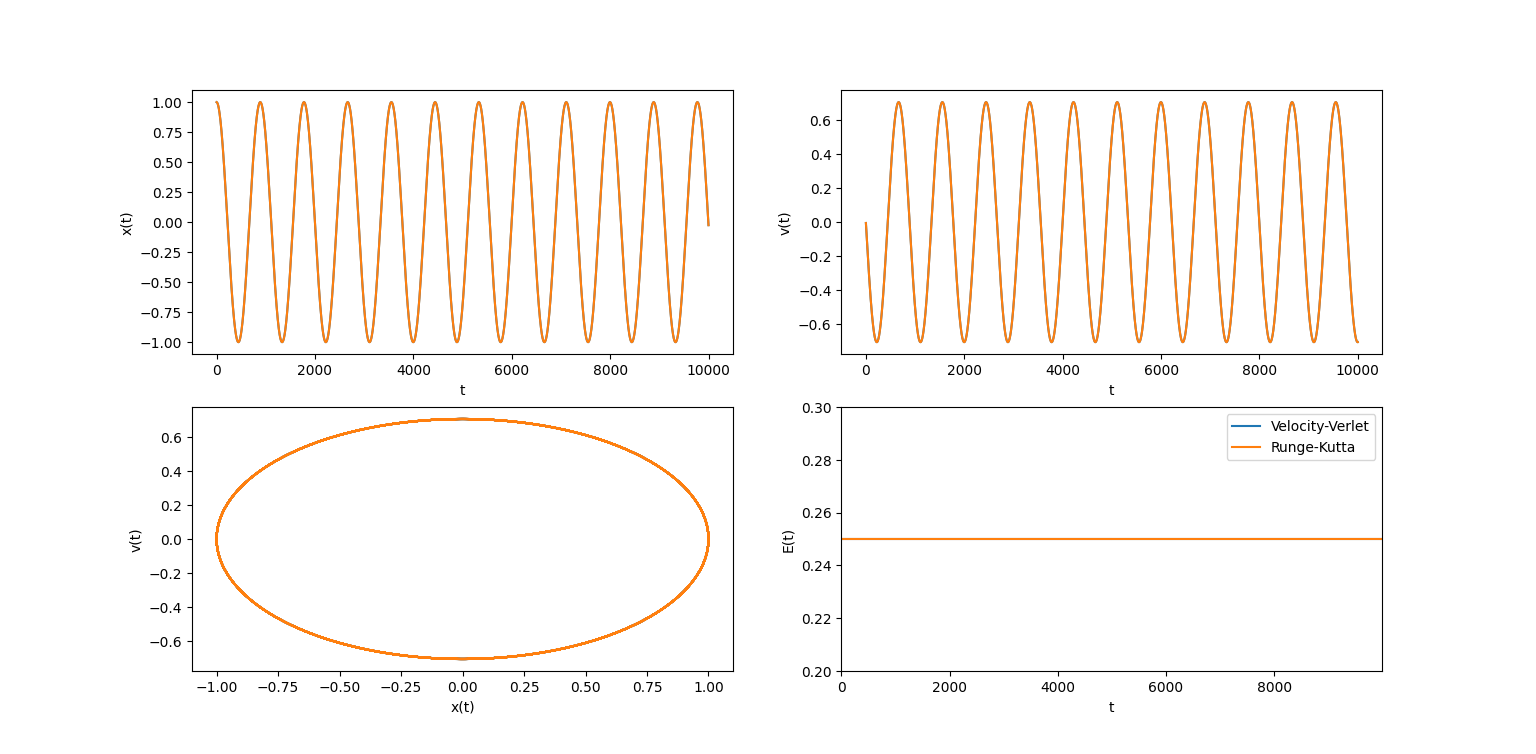 1.00
0.75
0.50
0.25
0.00
−0.25
−0.50
−0.75
−1.00
x(t)
0 2000 4000 6000 8000 10000
t
0.6
0.4
0.2
0.0
−0.2
−0.4
−0.6
v(t)
0 2000 4000 6000 8000 10000
t
0.6
0.4
0.2
0.0
−0.2
−0.4
−0.6
v(t)
−1.00 −0.75 −0.50 −0.25 0.00 0.25 0.50 0.75 1.00
x(t)
0.30
0.28
0.26
0.24
0.22
0.20
E(t)
Velocity-Verlet
Runge-Kutta
0 2000 4000 6000 8000
t